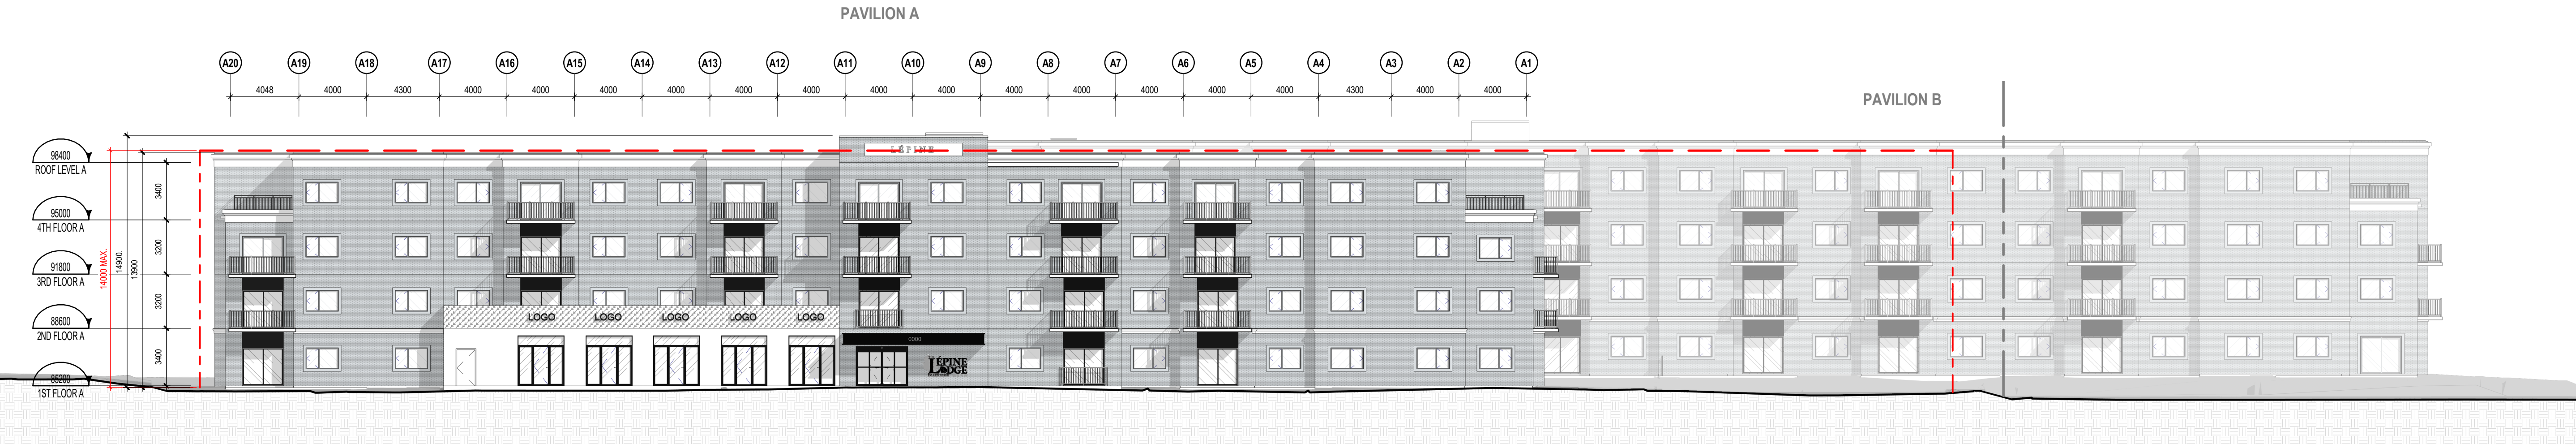 PAVILION A
A20 A19 A18 A17 A16 A15 A14 A13 A12 A11 A10 A9 A8 A7 A6 A5 A4 A3 A2 A1
4048 4000 4300 4000 4000 4000 4000 4000 4000 4000 4000 4000 4000 4000 4000 4000 4300 4000 4000
PAVILION B
98400
ROOF LEVEL A
95000
4TH FLOOR A
91800
3RD FLOOR A
88600
2ND FLOOR A
85200
1ST FLOOR A
14000 MAX.
14900.
13900
3400
3200
3200
3400
LÉPINE
LOGO LOGO LOGO LOGO LOGO
0000
LÉPINE
LODGE